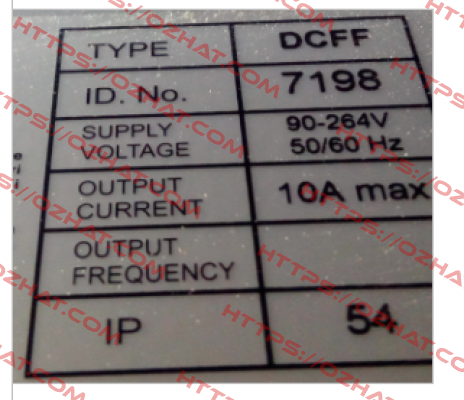 TYPE DCFF
ID. No. 7198
SUPPLY VOLTAGE 90-264V 50/60 Hz
OUTPUT CURRENT 10A max
OUTPUT FREQUENCY
IP 54
HTTPS://OZHAT.COM